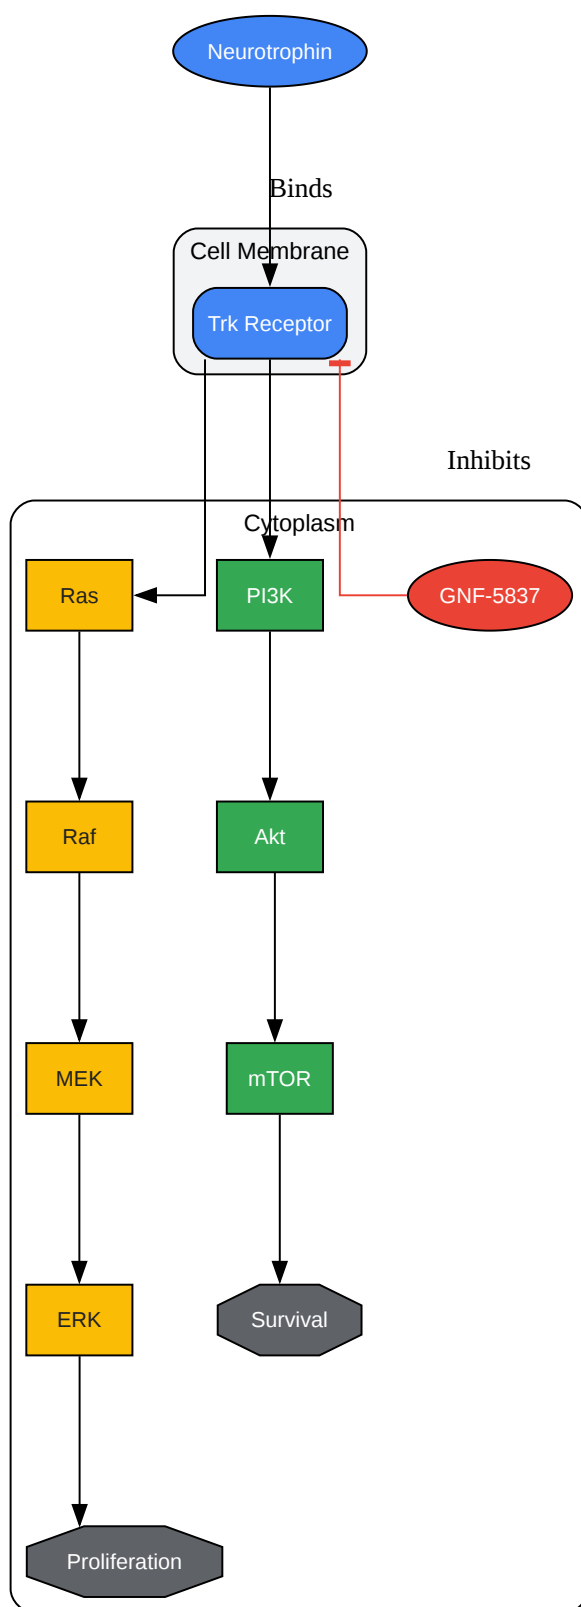 Neurotrophin
Binds
Cell Membrane
Trk Receptor
Inhibits
Cytoplasm
Ras
PI3K
GNF-5837
Raf
Akt
MEK
mTOR
ERK
Survival
Proliferation